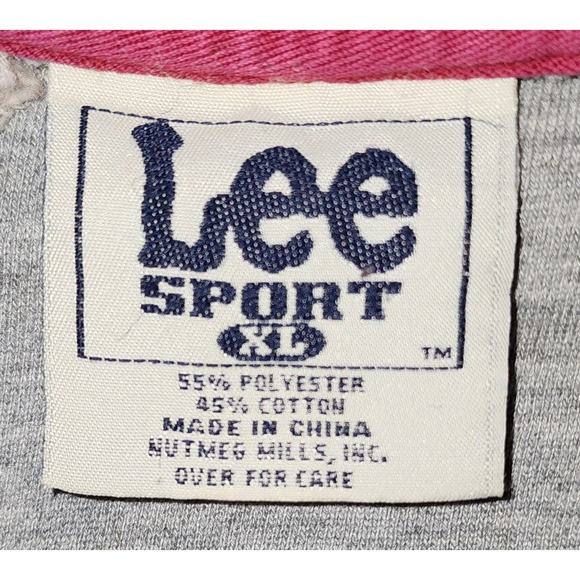 Lee
SPORT
XL
TM
55% POLYESTER
45% COTTON
MADE IN CHINA
NUTMEG MILLS, INC.
OVER FOR CARE